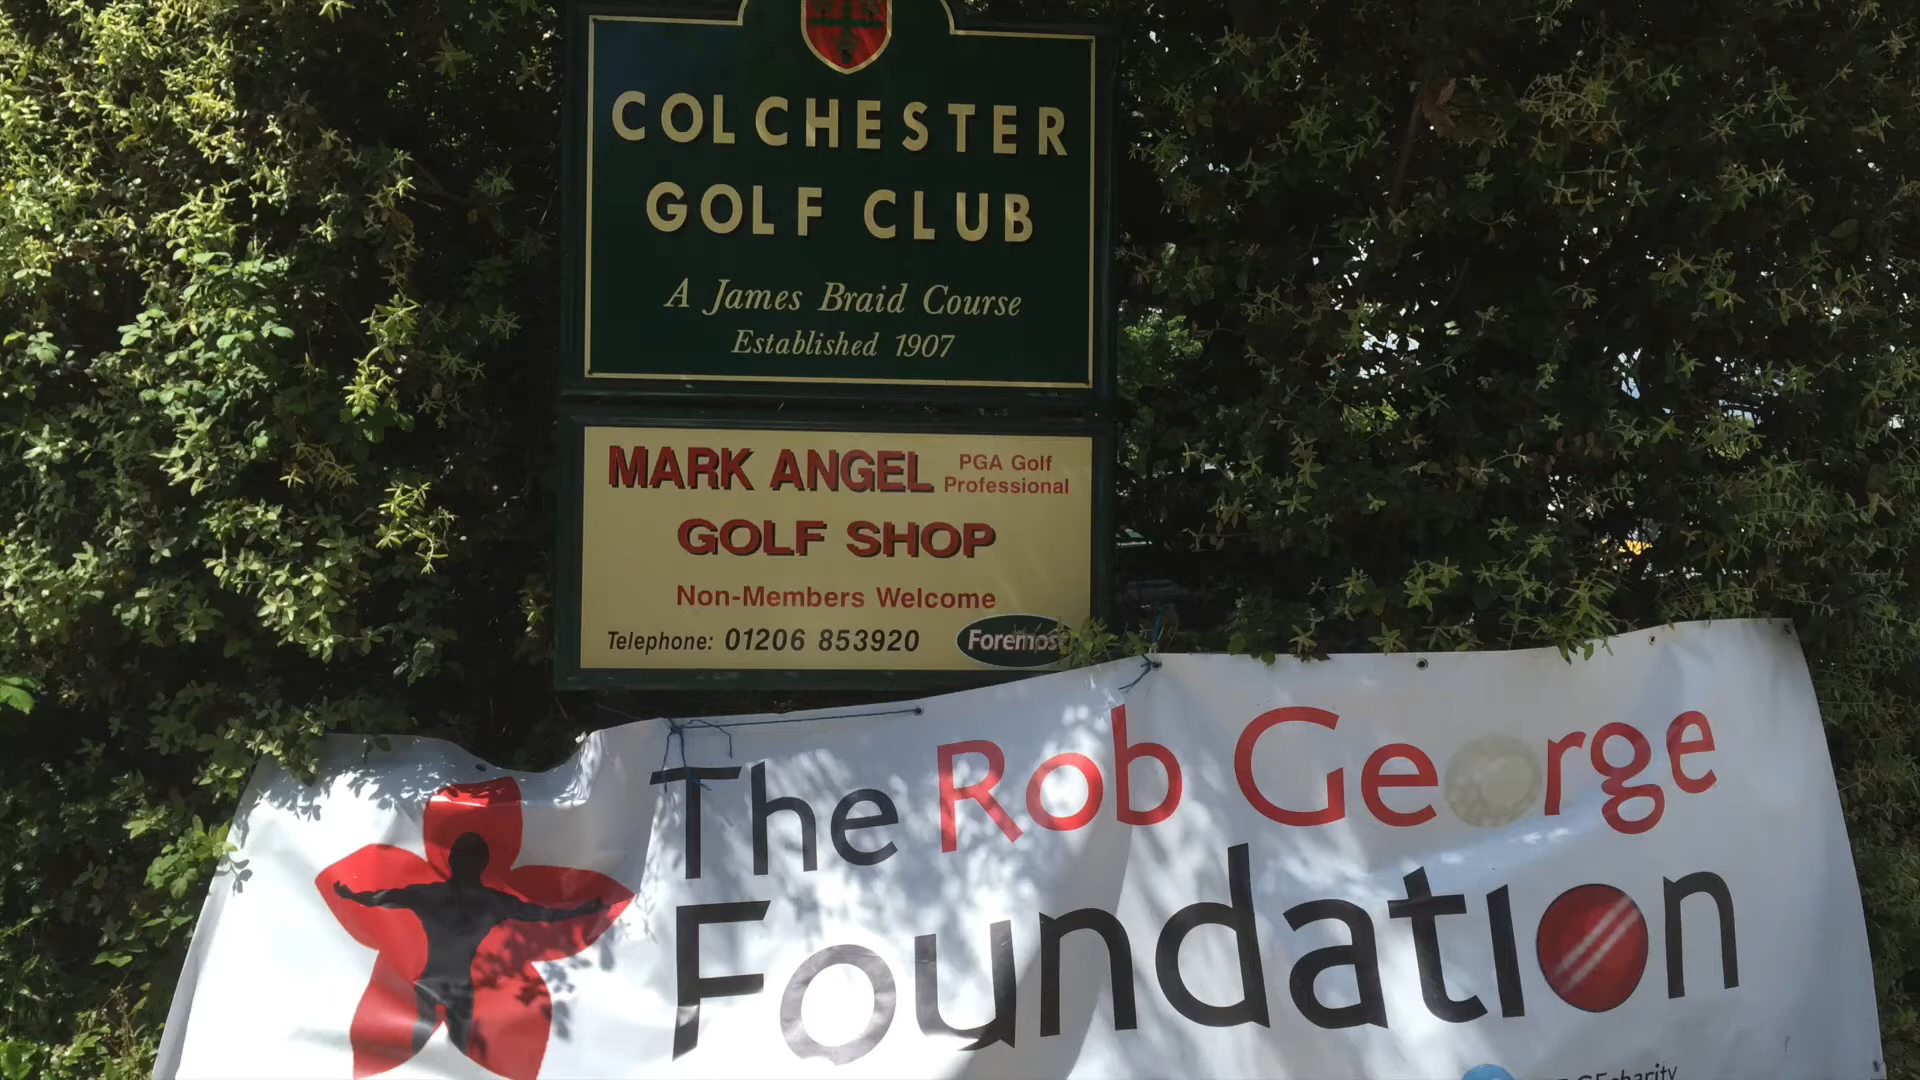 COLCHESTER
GOLF CLUB
A James Braid Course
Established 1907
MARK ANGEL PGA Golf
Professional
GOLF SHOP
Non-Members Welcome
Telephone: 01206 853920 Foremost
The Rob George
Foundation